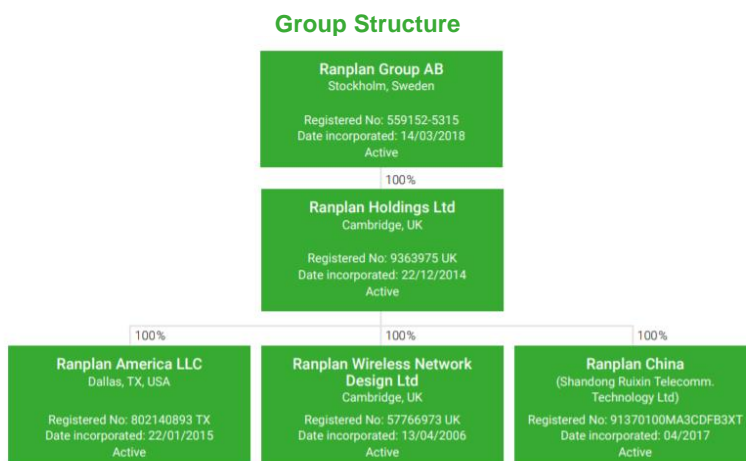 Group Structure
Ranplan Group AB
Stockholm, Sweden
Registered No: 559152-5315
Date incorporated: 14/03/2018
Active
100%
Ranplan Holdings Ltd
Cambridge, UK
Registered No: 9363975 UK
Date incorporated: 22/12/2014
Active
100%
100%
100%
Ranplan America LLC
Dallas, TX, USA
Registered No: 802140893 TX
Date incorporated: 22/01/2015
Active
Ranplan Wireless Network
Design Ltd
Cambridge, UK
Registered No: 57766973 UK
Date incorporated: 13/04/2006
Active
Ranplan China
(Shandong Ruixin Telecomm.
Technology Ltd)
Registered No: 91370100MA3CDFB3XT
Date incorporated: 04/2017
Active